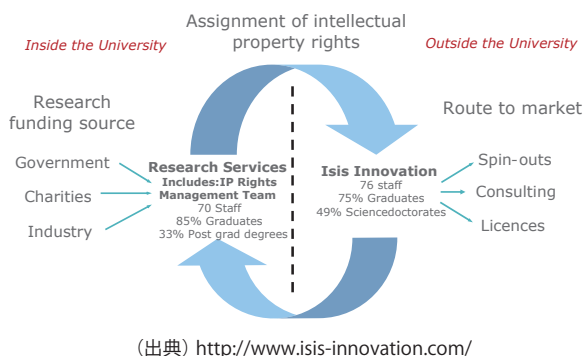 Assignment of intellectual
property rights
Inside the University
Outside the University
Research
funding source
Government
Charities
Industry
Research Services
Includes:IP Rights
Management Team
70 Staff
85% Graduates
33% Post grad degrees
Isis Innovation
76 staff
75% Graduates
49% Sciencedoctorates
Route to market
Spin-outs
Consulting
Licences
（出典）http://www.isis-innovation.com/